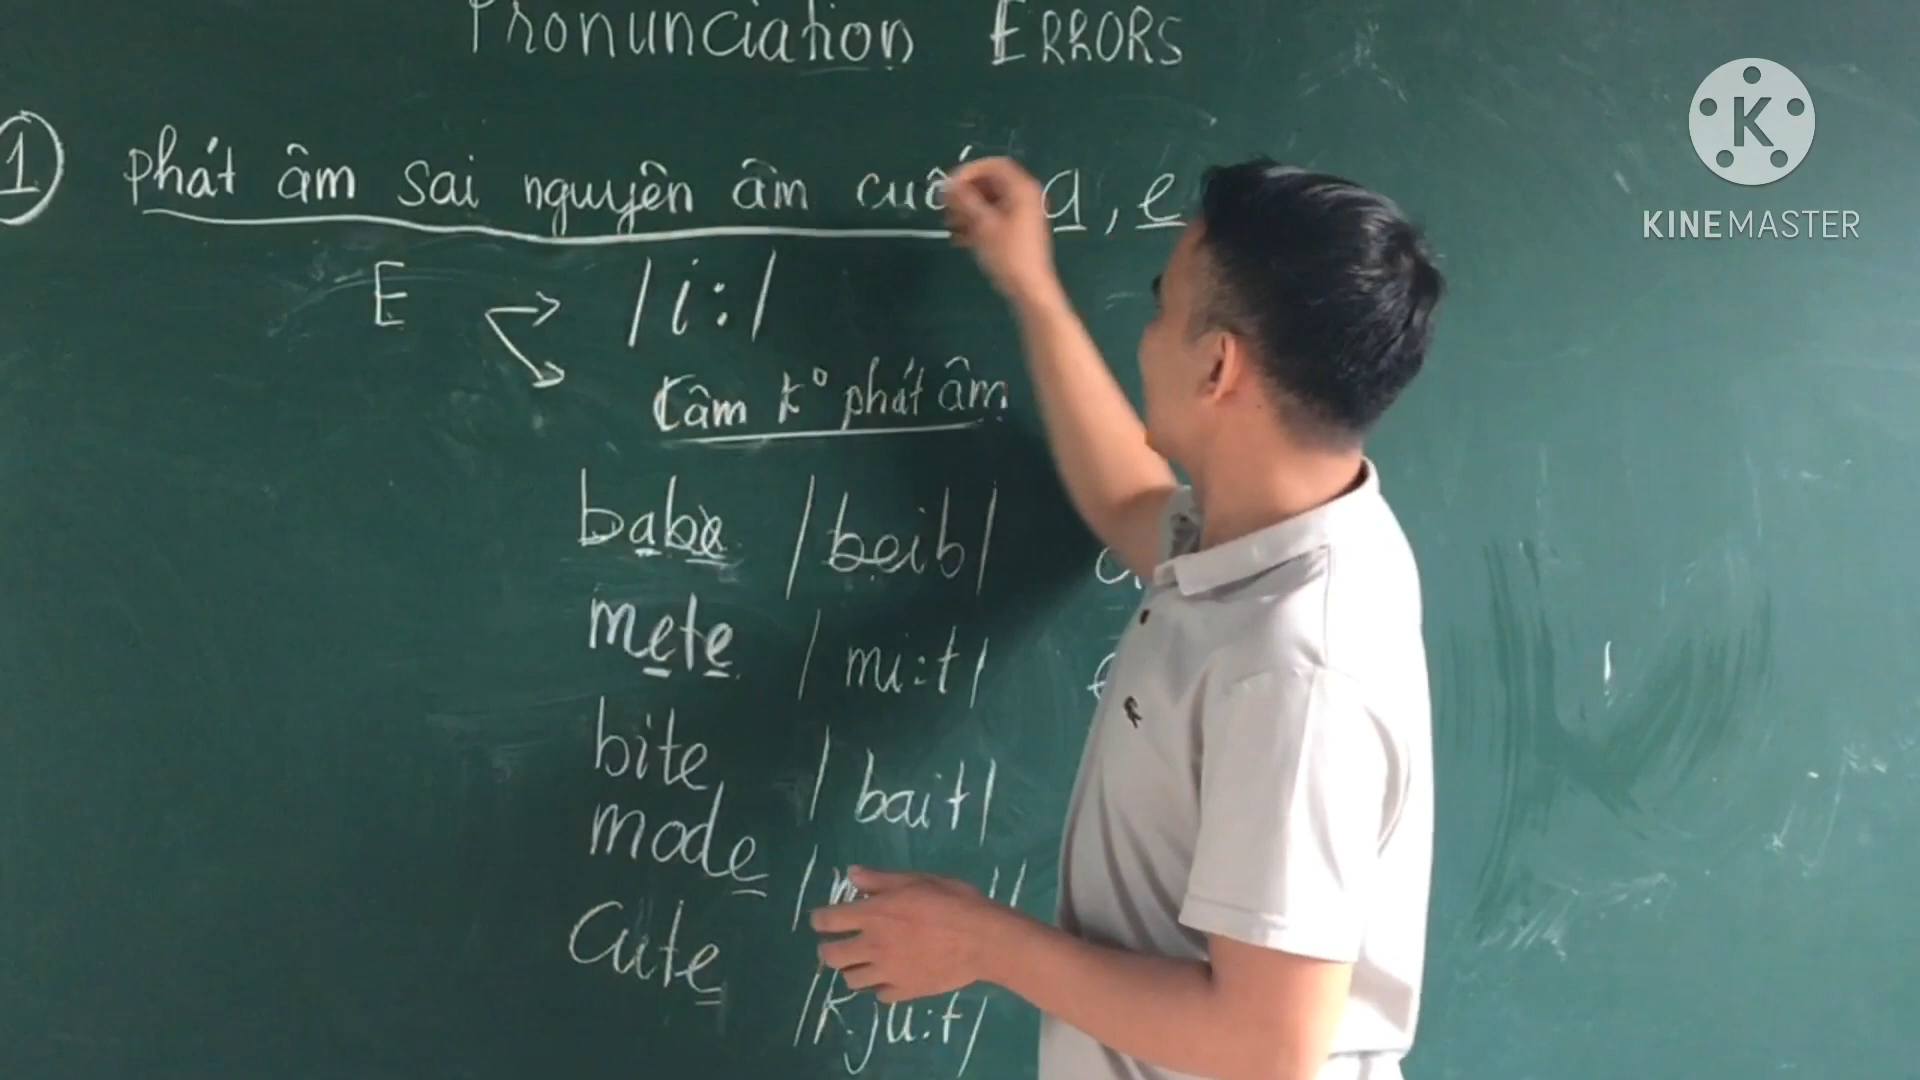 Pronunciation ERRORS
K
KINEMASTER
1 phát âm sai nguyên âm a, e
E /i:/
câm k° phát âm
babe /beib/
mete /mi:t/
bite /bait/
mode
cute /kju:t/